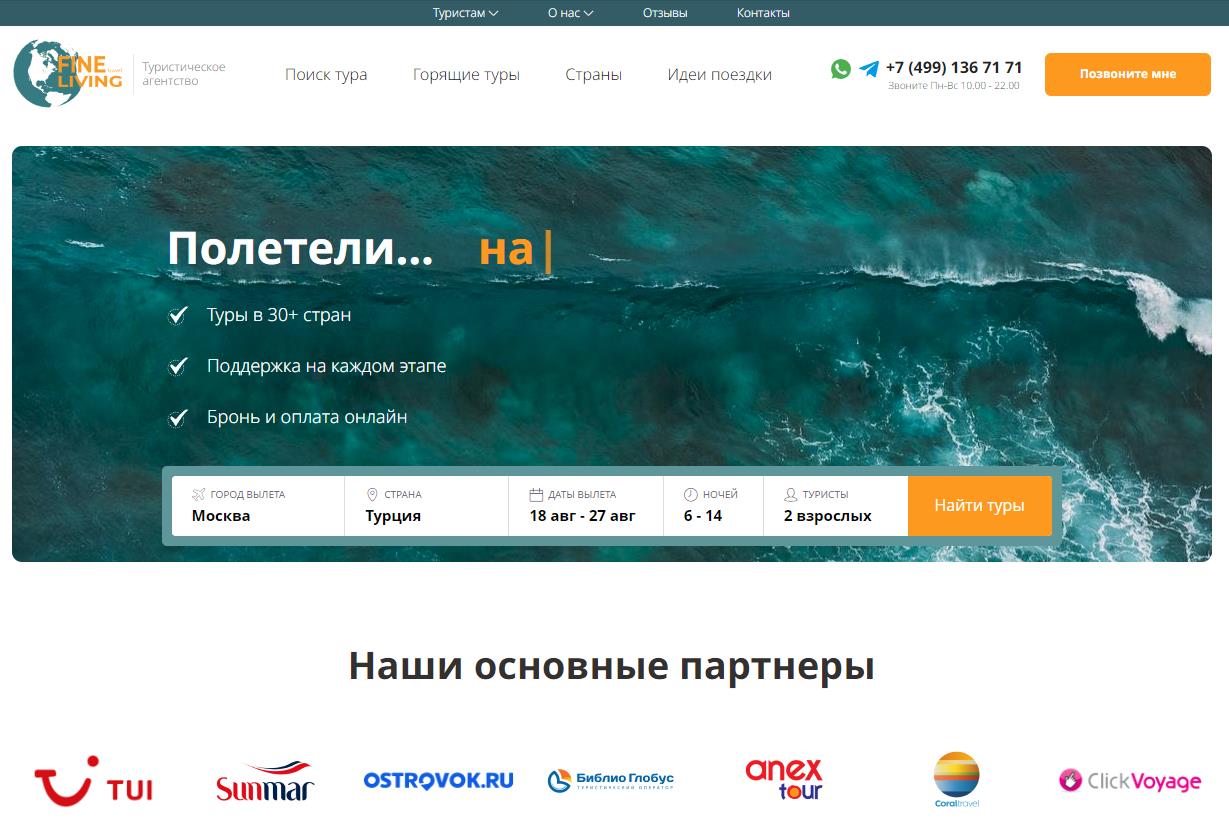 Туристам
О нас
Отзывы
Контакты
FINE travel
LIVING
Туристическое
агентство
Поиск тура
Горящие туры
Страны
Идеи поездки
+7 (499) 136 71 71
Звоните Пн-Вс 10.00 - 22.00
Позвоните мне
Полетели... на|
Туры в 30+ стран
Поддержка на каждом этапе
Бронь и оплата онлайн
ГОРОД ВЫЛЕТА
Москва
СТРАНА
Турция
ДАТЫ ВЫЛЕТА
18 авг - 27 авг
НОЧЕЙ
6 - 14
ТУРИСТЫ
2 взрослых
Найти туры
Наши основные партнеры
TUI
Sunmar
OSTROVOK.RU
Библио Глобус
ТУРИСТИЧЕСКИЙ ОПЕРАТОР
anex
tour
Coral travel
ClickVoyage